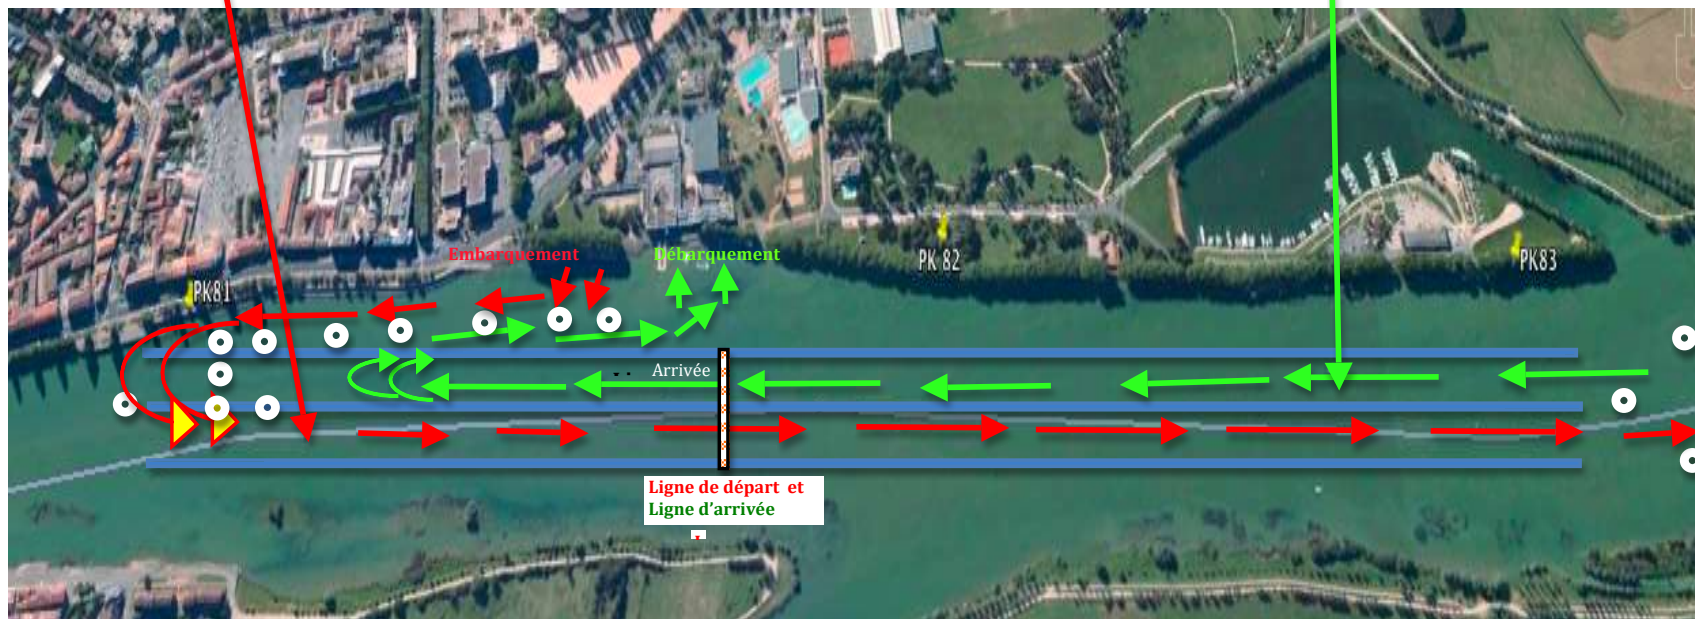 Embarquement
Débarquement
PK 82
PK83
PK81
Arrivée
Ligne de départ et
Ligne d'arrivée